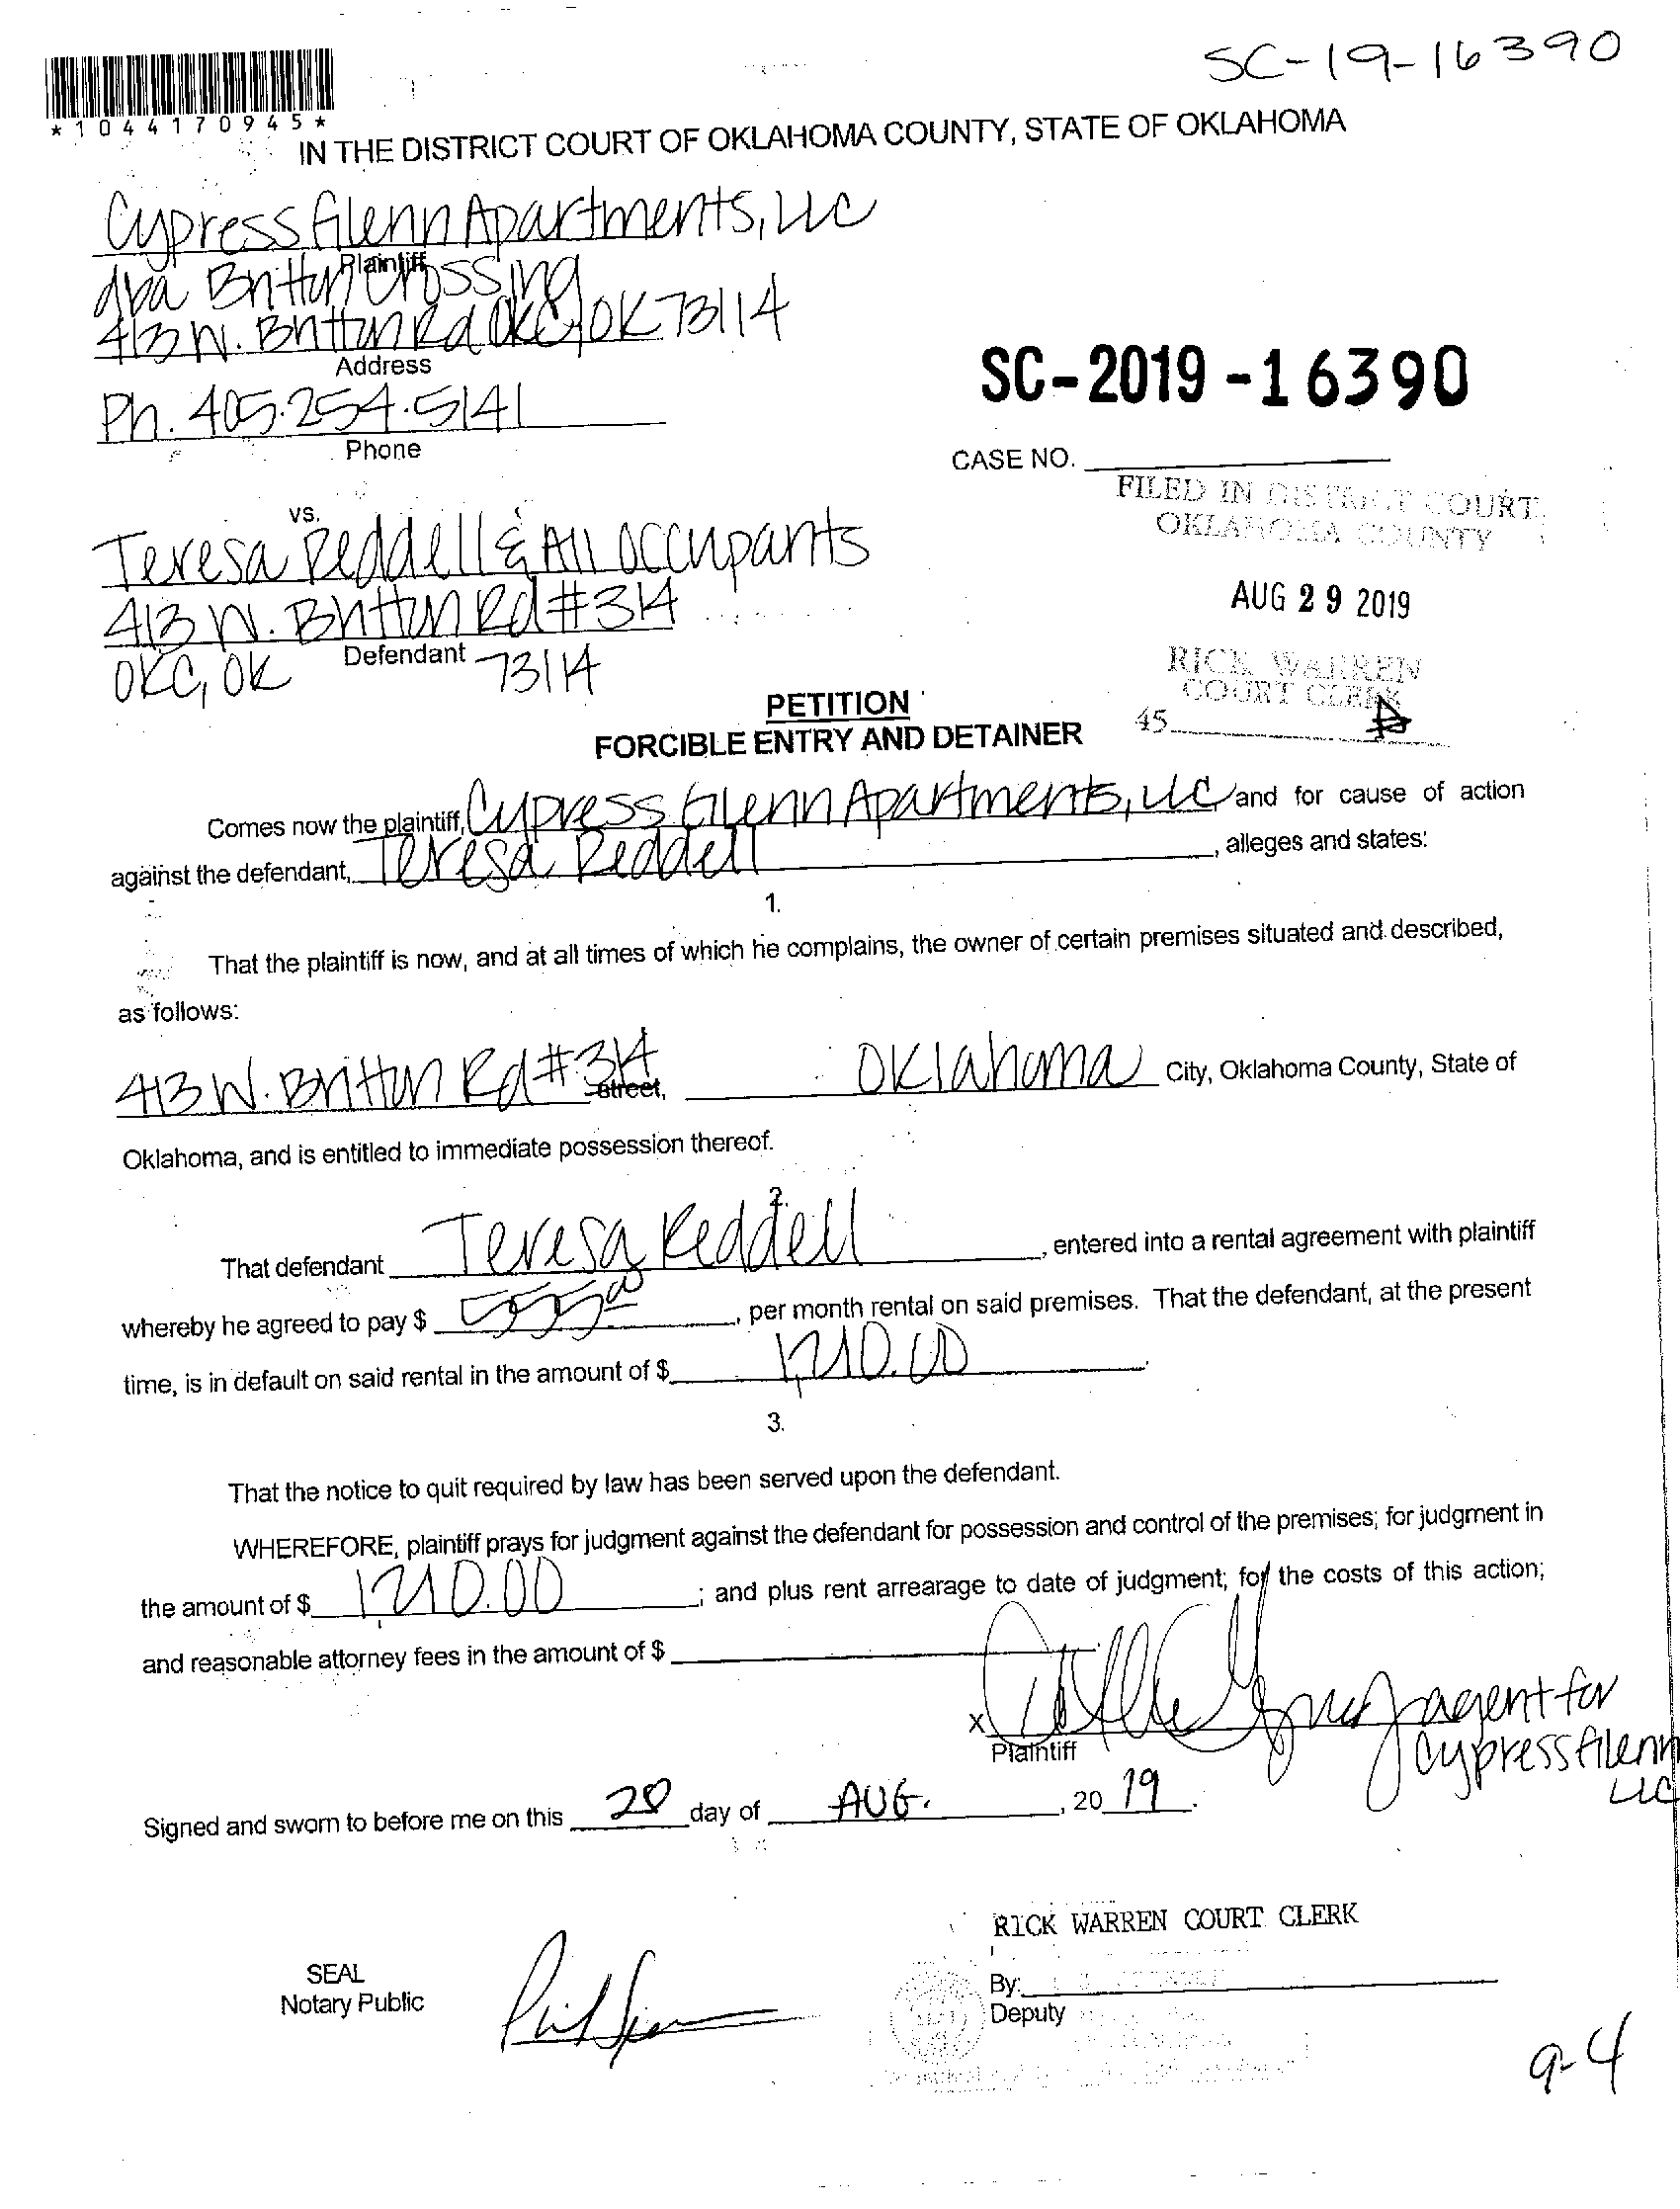 SC-19-16390
*1044170945*
IN THE DISTRICT COURT OF OKLAHOMA COUNTY, STATE OF OKLAHOMA
Cypress Glenn Apartments, LLC
Plaintiff
dba Britton Crossing
413 W. Britton Rd OKC, OK 73114
Address
Ph. 405.254.5141
Phone
SC-2019-16390
CASE NO.
FILED IN DISTRICT COURT
OKLAHOMA COUNTY
AUG 29 2019
RICK WARREN
COURT CLERK
45
vs.
Teresa Reddell & All occupants
413 W. Britton Rd #314
Defendant
OKC, OK 73114
PETITION
FORCIBLE ENTRY AND DETAINER
Comes now the plaintiff, Cypress Glenn Apartments, LLC and for cause of action
against the defendant, Teresa Reddell, alleges and states:
1.
That the plaintiff is now, and at all times of which he complains, the owner of certain premises situated and described,
as follows:
413 W. Britton Rd #314 Street, Oklahoma City, Oklahoma County, State of
Oklahoma, and is entitled to immediate possession thereof.
2.
That defendant Teresa Reddell, entered into a rental agreement with plaintiff
whereby he agreed to pay $, per month rental on said premises. That the defendant, at the present
time, is in default on said rental in the amount of $ 1,210.00.
3.
That the notice to quit required by law has been served upon the defendant.
WHEREFORE, plaintiff prays for judgment against the defendant for possession and control of the premises; for judgment in
the amount of $ 1,210.00; and plus rent arrearage to date of judgment; for the costs of this action;
and reasonable attorney fees in the amount of $
x agent for
Plaintiff
Cypress Glenn
LLC
Signed and sworn to before me on this 28 day of AUG., 20 19.
RICK WARREN COURT CLERK
SEAL
Notary Public
By:
Deputy
9-4